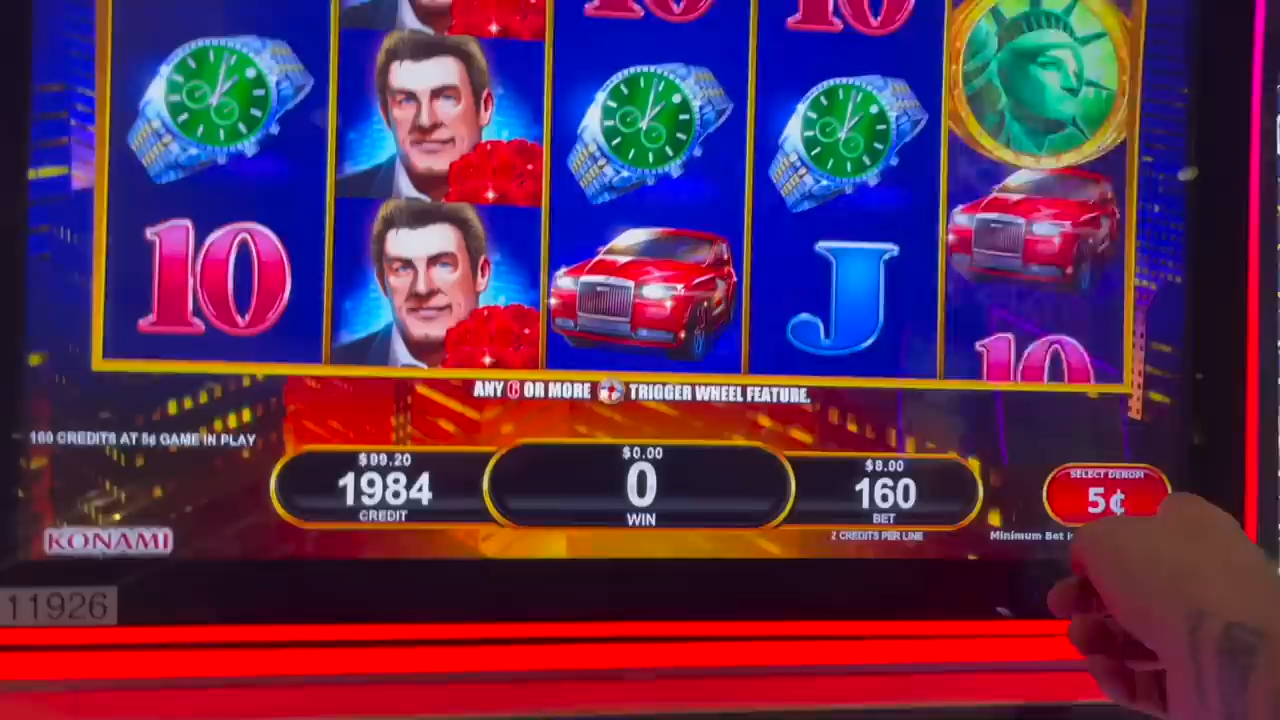 10
10
10
J
10
ANY 6 OR MORE TRIGGER WHEEL FEATURE.
160 CREDITS AT 5¢ GAME IN PLAY
$99.20
1984
CREDIT
$0.00
0
WIN
$8.00
160
BET
2 CREDITS PER LINE
SELECT DENOM
5¢
Minimum Bet
KONAMI
11926